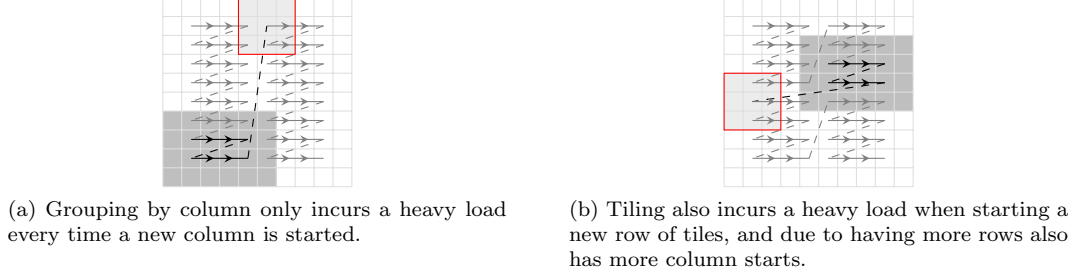 (a) Grouping by column only incurs a heavy load
every time a new column is started.
(b) Tiling also incurs a heavy load when starting a
new row of tiles, and due to having more rows also
has more column starts.